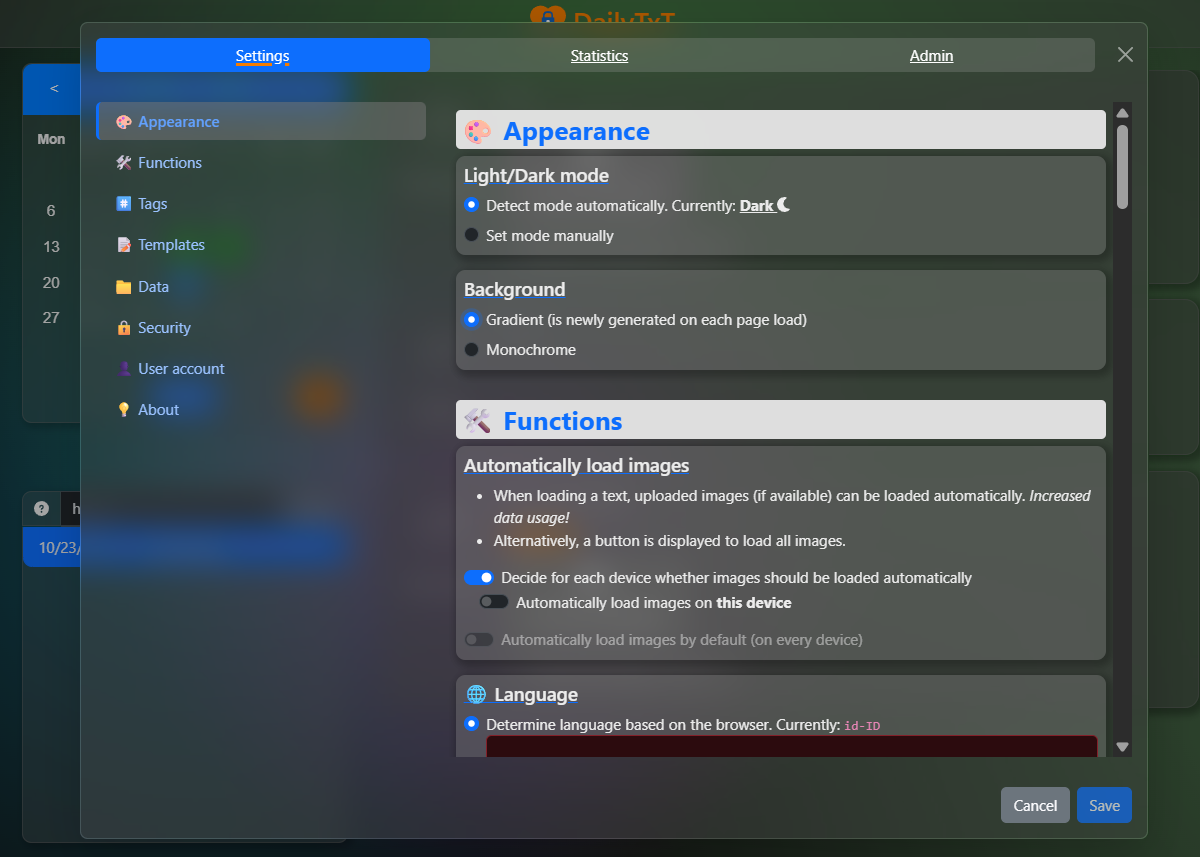 DailyTxT
Settings
Statistics
Admin
<
Mon
6
13
20
27
10/23/
Appearance
Functions
Tags
Templates
Data
Security
User account
About
Appearance
Light/Dark mode
Detect mode automatically. Currently: Dark
Set mode manually
Background
Gradient (is newly generated on each page load)
Monochrome
Functions
Automatically load images
When loading a text, uploaded images (if available) can be loaded automatically. Increased
data usage!
Alternatively, a button is displayed to load all images.
Decide for each device whether images should be loaded automatically
Automatically load images on this device
Automatically load images by default (on every device)
Language
Determine language based on the browser. Currently: id-ID
Cancel
Save